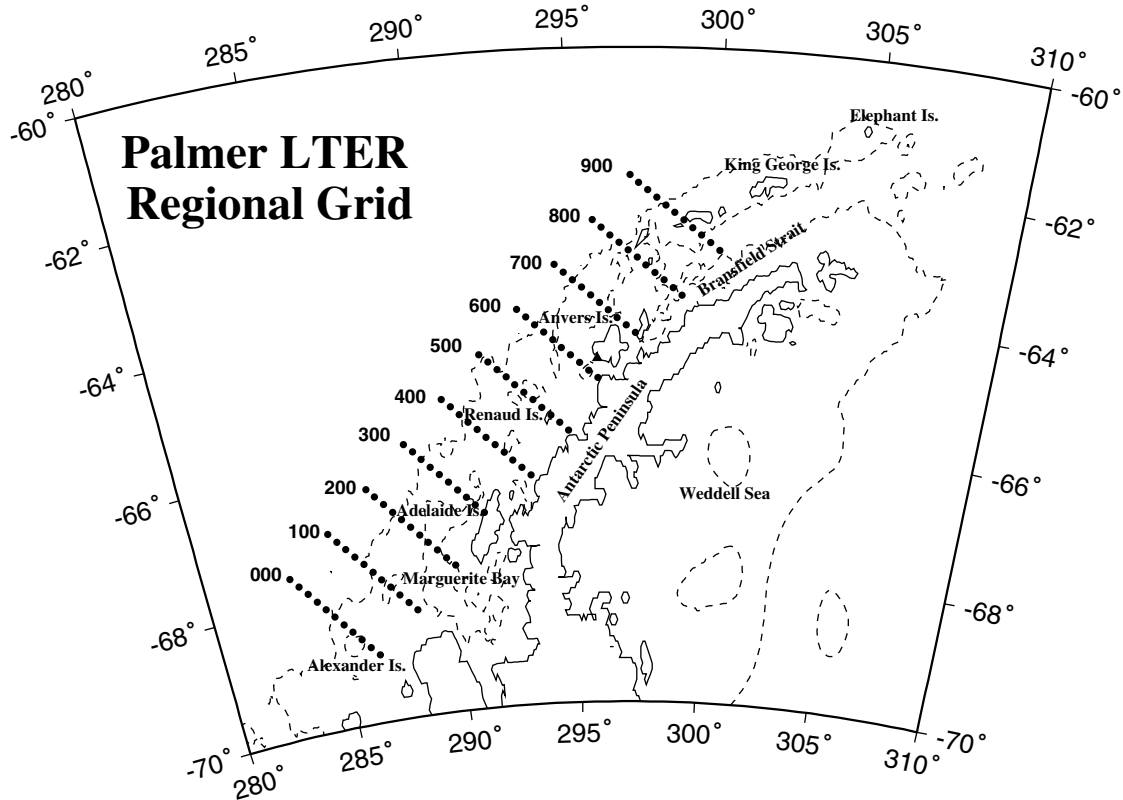 280° 285° 290° 295° 300° 305° 310°
-60° -60°
Palmer LTER
Regional Grid
Elephant Is.
King George Is.
900
800
-62° -62°
Bransfield Strait
700
600
Anvers Is.
500
-64° -64°
400
Renaud Is.
Antarctic Peninsula
300
Weddell Sea
200
-66° -66°
Adelaide Is.
100
000
Marguerite Bay
-68° -68°
Alexander Is.
-70° -70°
280° 285° 290° 295° 300° 305° 310°